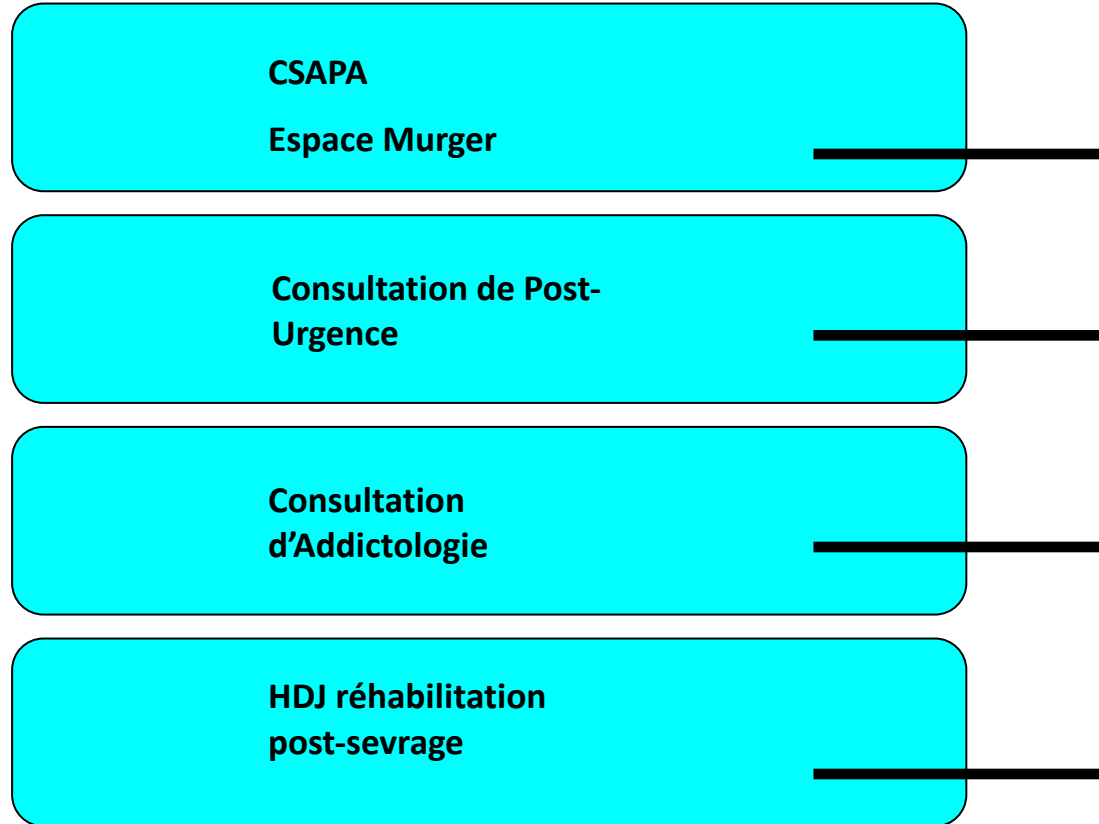 CSAPA
Espace Murger
Consultation de Post-
Urgence
Consultation
d’Addictologie
HDJ réhabilitation
post-sevrage